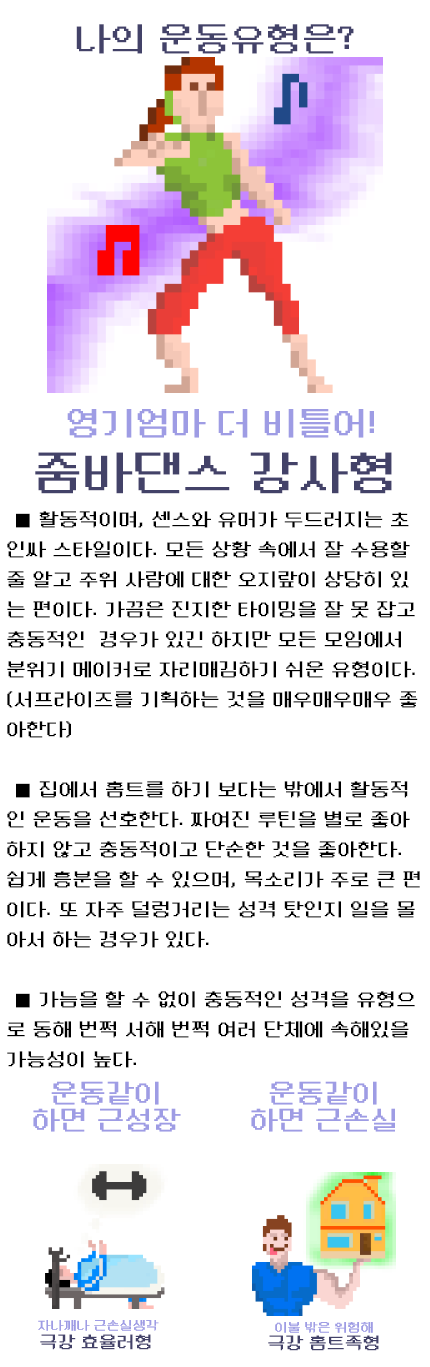 나의 운동유형은?
영기엄마 더 비틀어!
줌바댄스 강사형
■ 활동적이며, 센스와 유머가 두드러지는 초
인싸 스타일이다. 모든 상황 속에서 잘 수용할
줄 알고 주위 사람에 대한 오지랖이 상당히 있
는 편이다. 가끔은 진지한 타이밍을 잘 못 잡고
충동적인 경우가 있긴 하지만 모든 모임에서
분위기 메이커로 자리매김하기 쉬운 유형이다.
(서프라이즈를 기획하는 것을 매우매우매우 좋
아한다)
■ 집에서 홈트를 하기 보다는 밖에서 활동적
인 운동을 선호한다. 짜여진 루틴을 별로 좋아
하지 않고 충동적이고 단순한 것을 좋아한다.
쉽게 흥분을 할 수 있으며, 목소리가 주로 큰 편
이다. 또 자주 덜렁거리는 성격 탓인지 일을 몰
아서 하는 경우가 있다.
■ 가늠을 할 수 없이 충동적인 성격을 유형으
로 동해 번쩍 서해 번쩍 여러 단체에 속해있을
가능성이 높다.
운동같이
하면 근성장
운동같이
하면 근손실
자나깨나 근손실생각
극강 효율러형
이불 밖은 위험해
극강 홈트족형